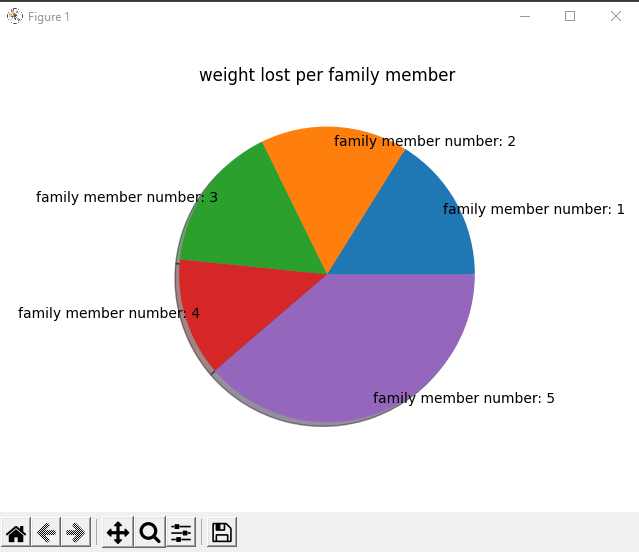 Figure 1
weight lost per family member
family member number: 2
family member number: 3
family member number: 1
family member number: 4
family member number: 5